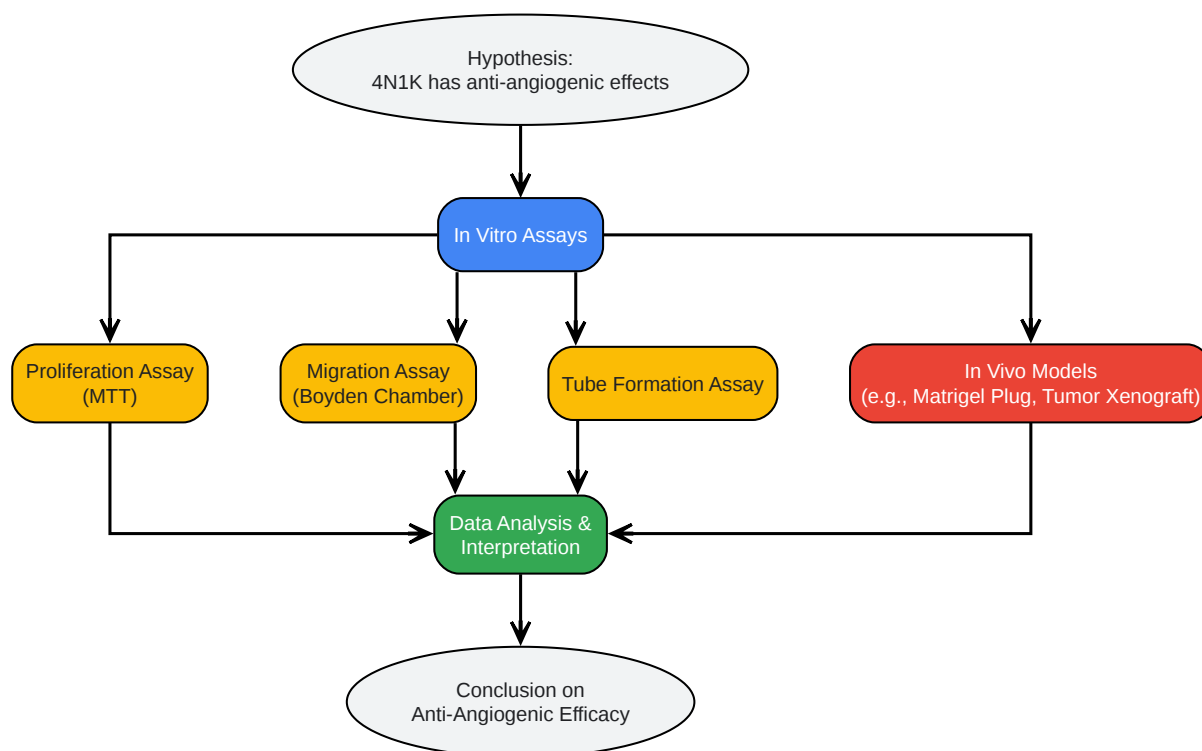 Hypothesis:
4N1K has anti-angiogenic effects
In Vitro Assays
Proliferation Assay
(MTT)
Migration Assay
(Boyden Chamber)
Tube Formation Assay
In Vivo Models
(e.g., Matrigel Plug, Tumor Xenograft)
Data Analysis &
Interpretation
Conclusion on
Anti-Angiogenic Efficacy